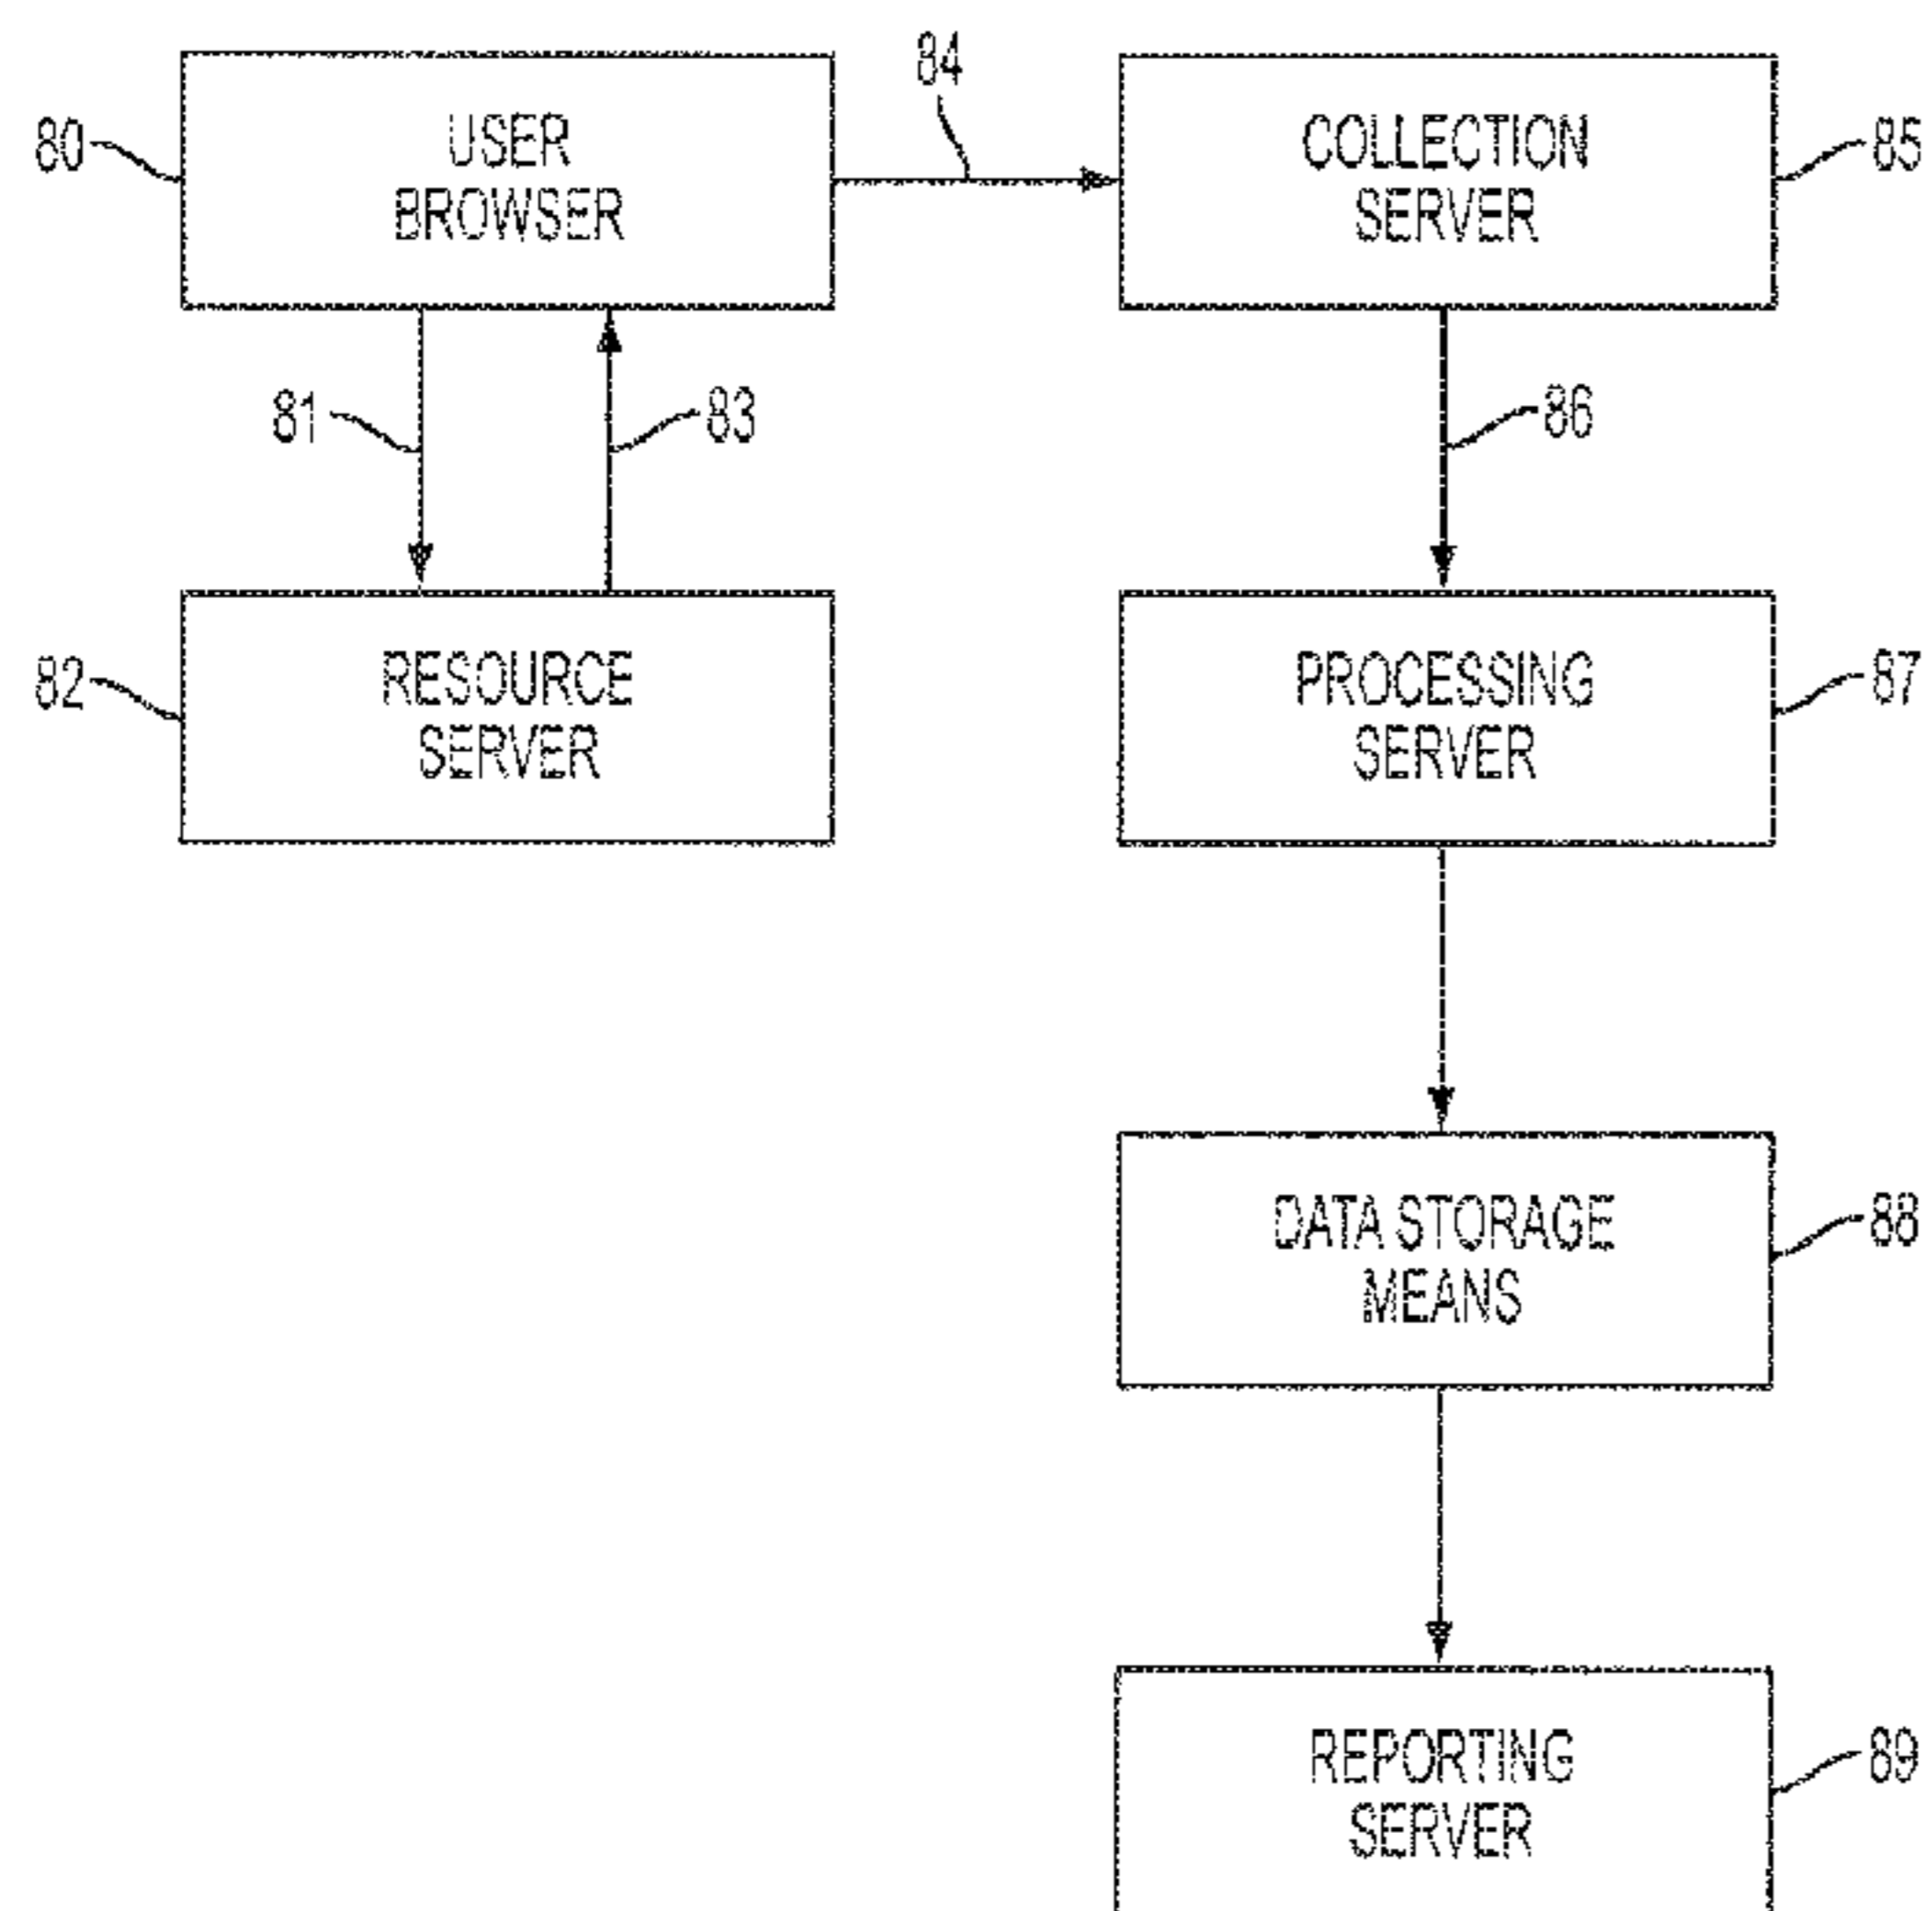 84
80
USER
BROWSER
COLLECTION
SERVER
85
81
83
86
82
RESOURCE
SERVER
PROCESSING
SERVER
87
DATA STORAGE
MEANS
88
REPORTING
SERVER
89